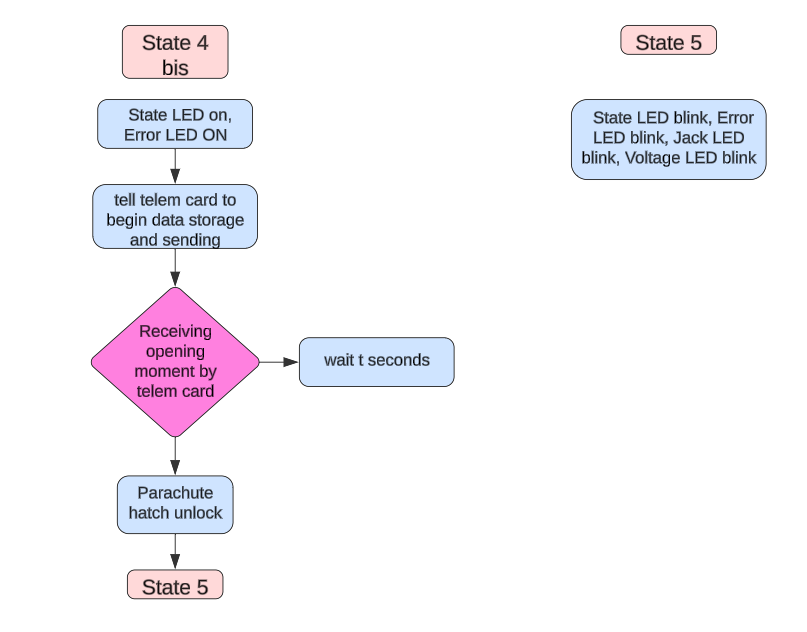 State 4
bis
State LED on,
Error LED ON
tell telem card to
begin data storage
and sending
Receiving
opening
moment by
telem card
wait t seconds
Parachute
hatch unlock
State 5
State 5
State LED blink, Error
LED blink, Jack LED
blink, Voltage LED blink